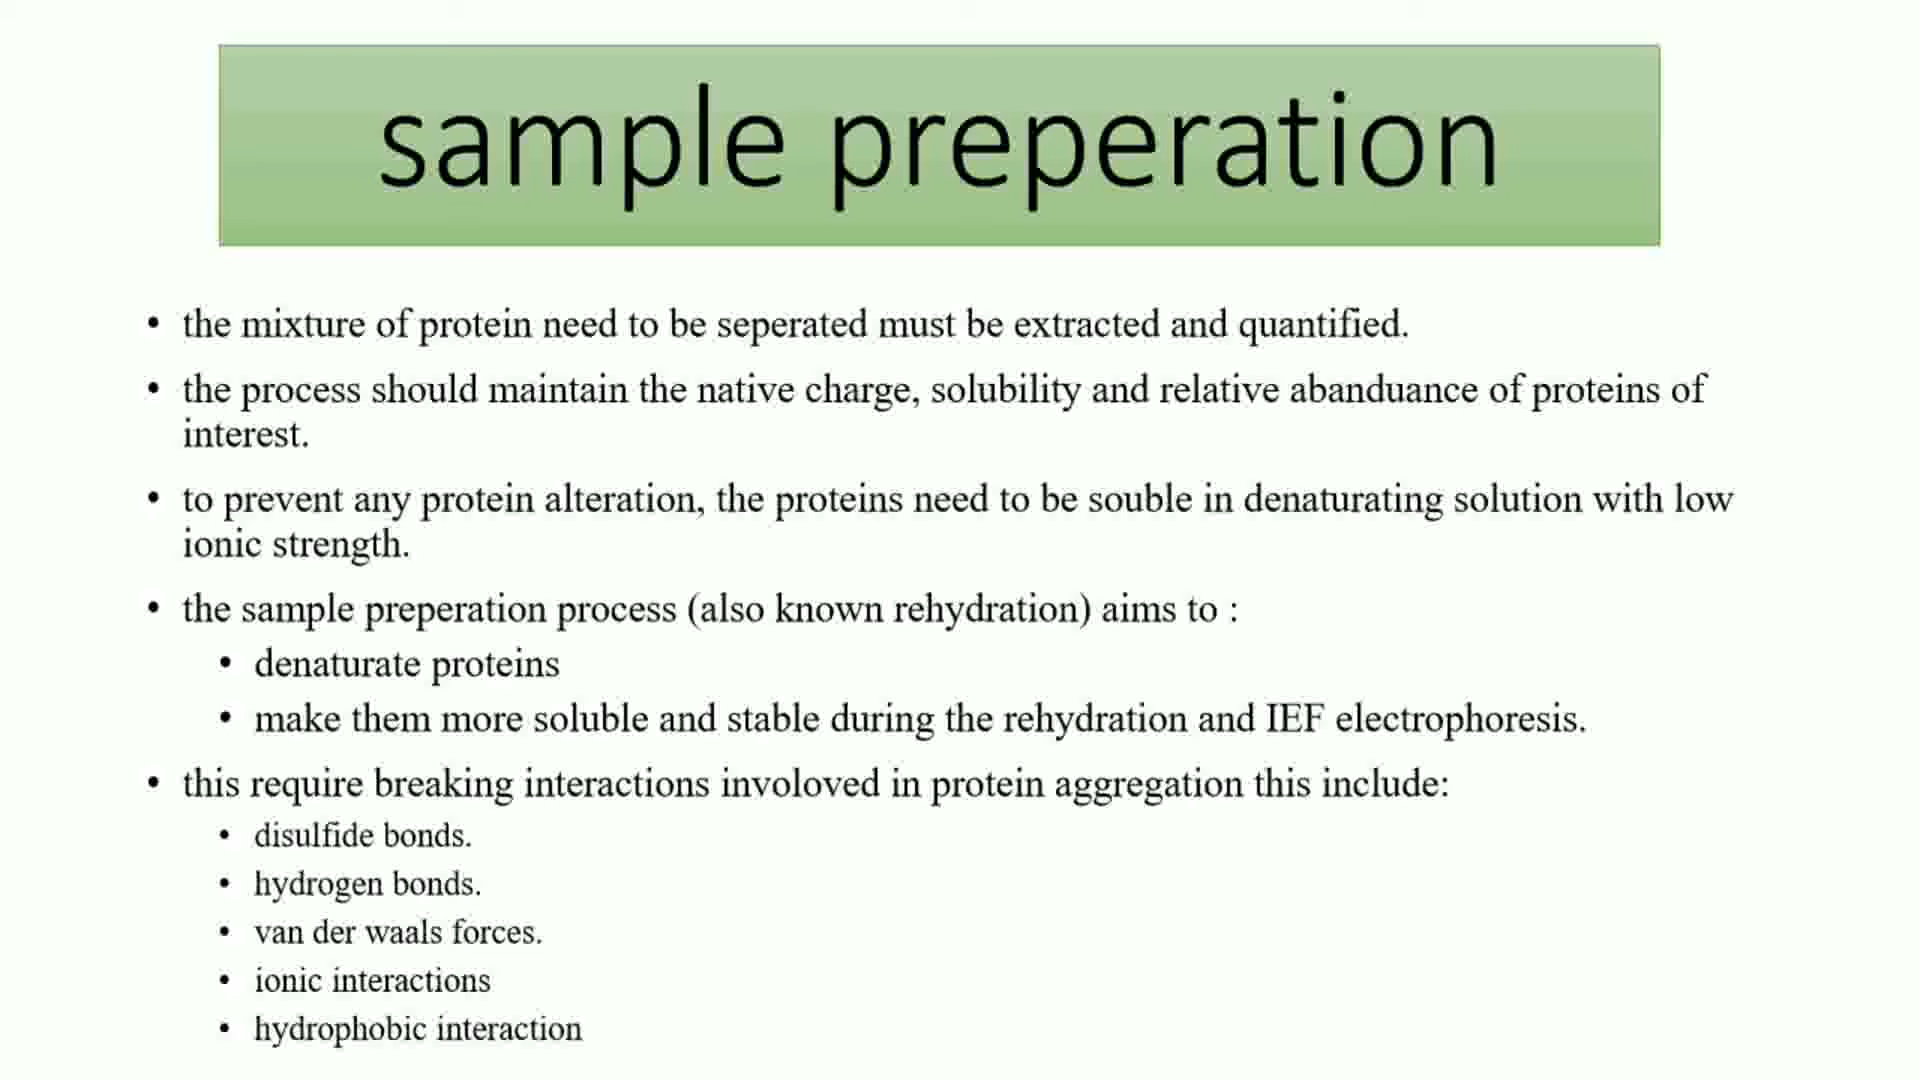 sample preperation
• the mixture of protein need to be seperated must be extracted and quantified.
• the process should maintain the native charge, solubility and relative abanduance of proteins of
interest.
• to prevent any protein alteration, the proteins need to be souble in denaturating solution with low
ionic strength.
• the sample preperation process (also known rehydration) aims to :
• denaturate proteins
• make them more soluble and stable during the rehydration and IEF electrophoresis.
• this require breaking interactions involoved in protein aggregation this include:
• disulfide bonds.
• hydrogen bonds.
• van der waals forces.
• ionic interactions
• hydrophobic interaction